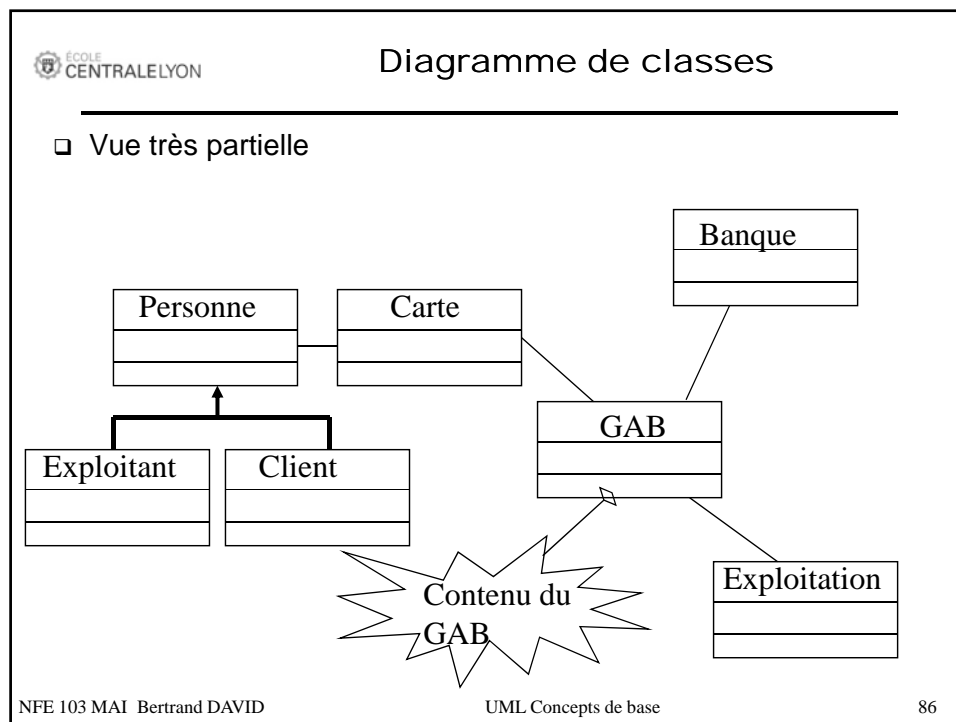 ÉCOLE
CENTRALELYON
Diagramme de classes
Vue très partielle
Banque
Personne
Carte
GAB
Exploitant
Client
Contenu du
GAB
Exploitation
NFE 103 MAI Bertrand DAVID
UML Concepts de base
86